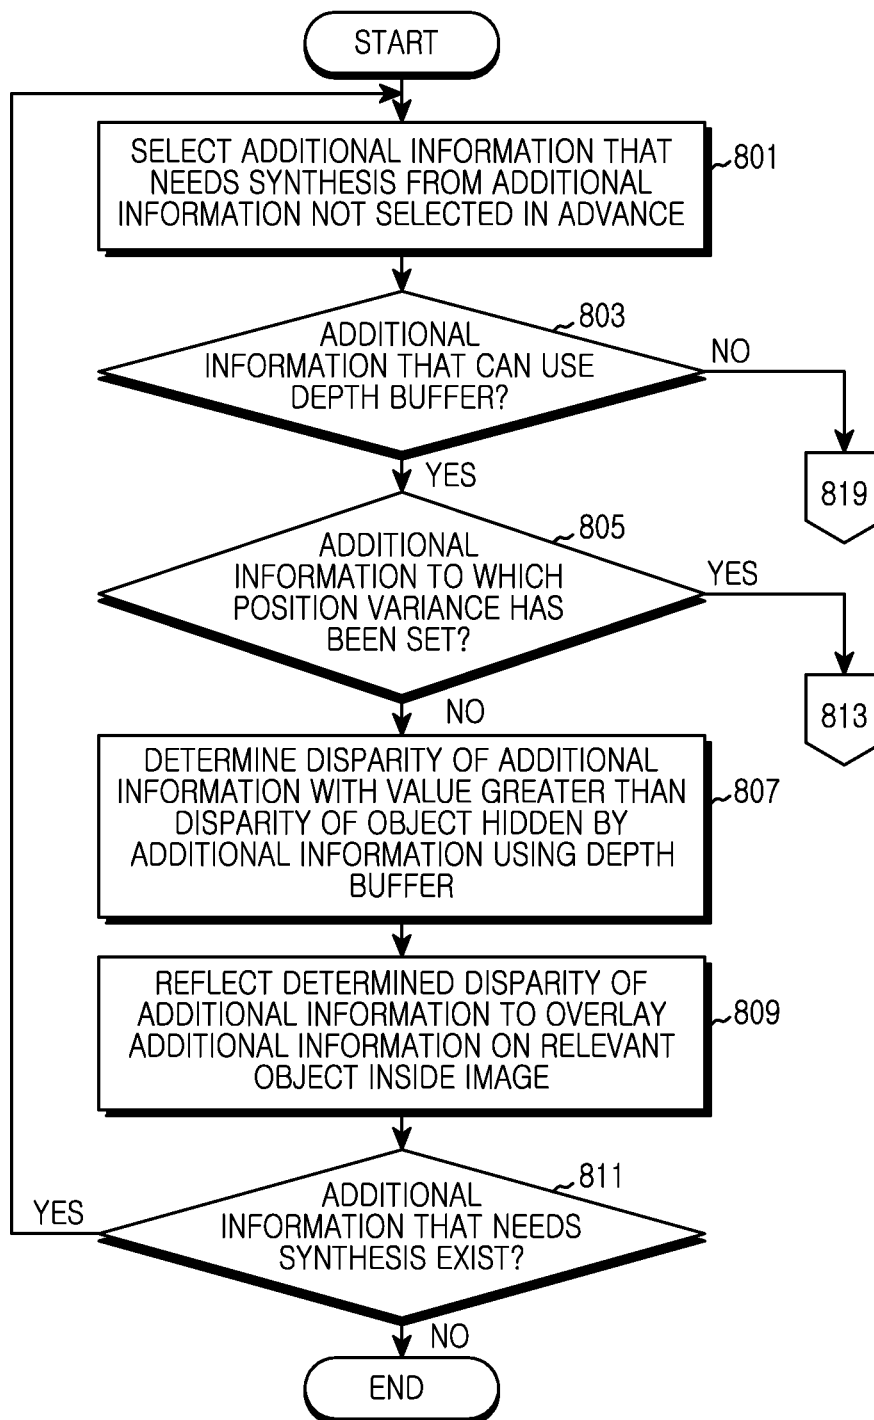 START
SELECT ADDITIONAL INFORMATION THAT
NEEDS SYNTHESIS FROM ADDITIONAL
INFORMATION NOT SELECTED IN ADVANCE
801
ADDITIONAL
INFORMATION THAT CAN USE
DEPTH BUFFER?
803
NO
819
YES
ADDITIONAL
INFORMATION TO WHICH
POSITION VARIANCE HAS
BEEN SET?
805
YES
813
NO
DETERMINE DISPARITY OF ADDITIONAL
INFORMATION WITH VALUE GREATER THAN
DISPARITY OF OBJECT HIDDEN BY
ADDITIONAL INFORMATION USING DEPTH
BUFFER
807
REFLECT DETERMINED DISPARITY OF
ADDITIONAL INFORMATION TO OVERLAY
ADDITIONAL INFORMATION ON RELEVANT
OBJECT INSIDE IMAGE
809
ADDITIONAL
INFORMATION THAT NEEDS
SYNTHESIS EXIST?
811
YES
NO
END